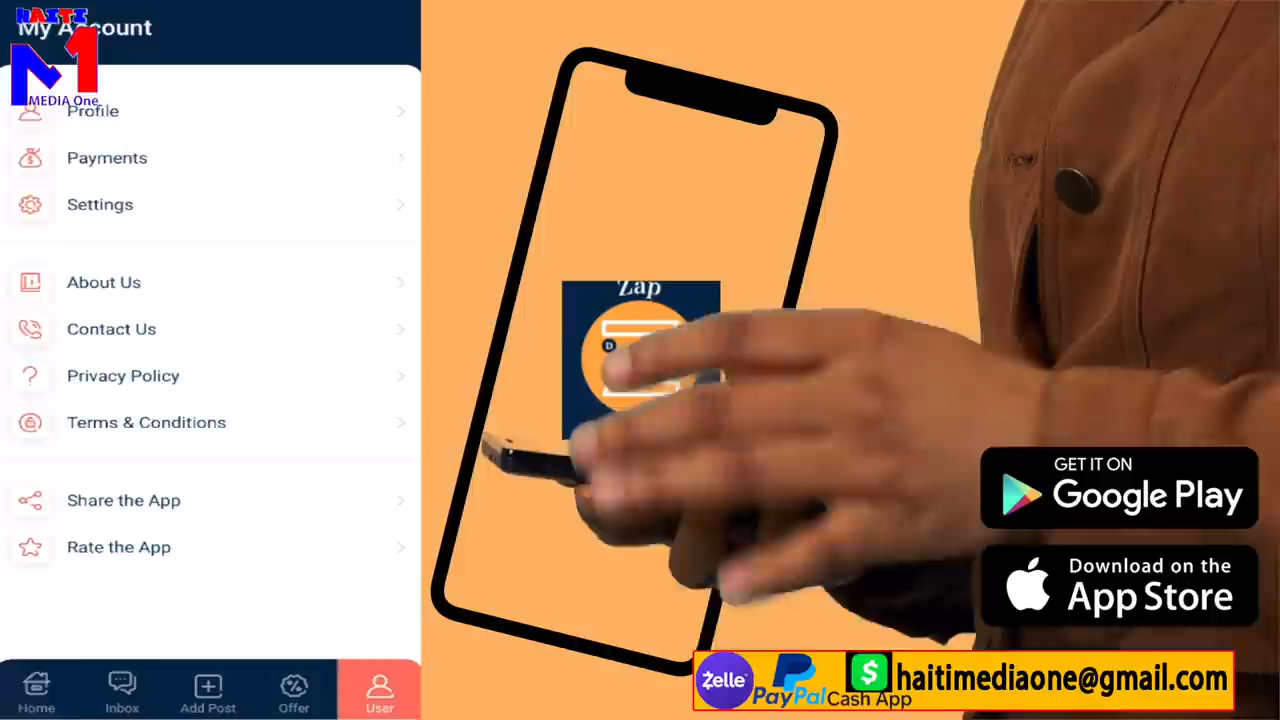 HAITI
My Account
M1
MEDIA One
Profile
Payments
Settings
About Us
Contact Us
Privacy Policy
Terms & Conditions
Share the App
Rate the App
Home
Inbox
Add Post
Offer
User
Zap
D
GET IT ON
Google Play
Download on the
App Store
Zelle
PayPal
$
Cash App
haitimediaone@gmail.com